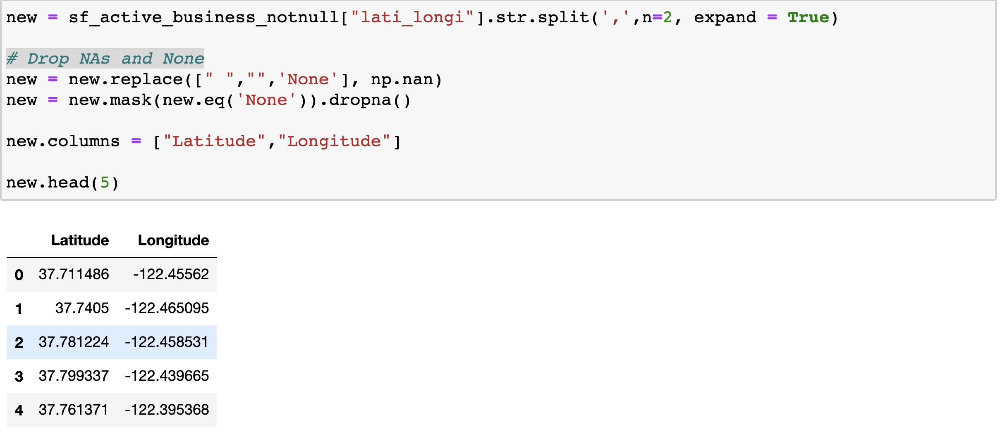 new = sf_active_business_notnull["lati_longi"].str.split(',',n=2, expand = True)
# Drop NAs and None
new = new.replace([" ","",'None'], np.nan)
new = new.mask(new.eq('None')).dropna()
new.columns = ["Latitude","Longitude"]
new.head(5)
Latitude Longitude
0 37.711486 -122.45562
1 37.7405 -122.465095
2 37.781224 -122.458531
3 37.799337 -122.439665
4 37.761371 -122.395368